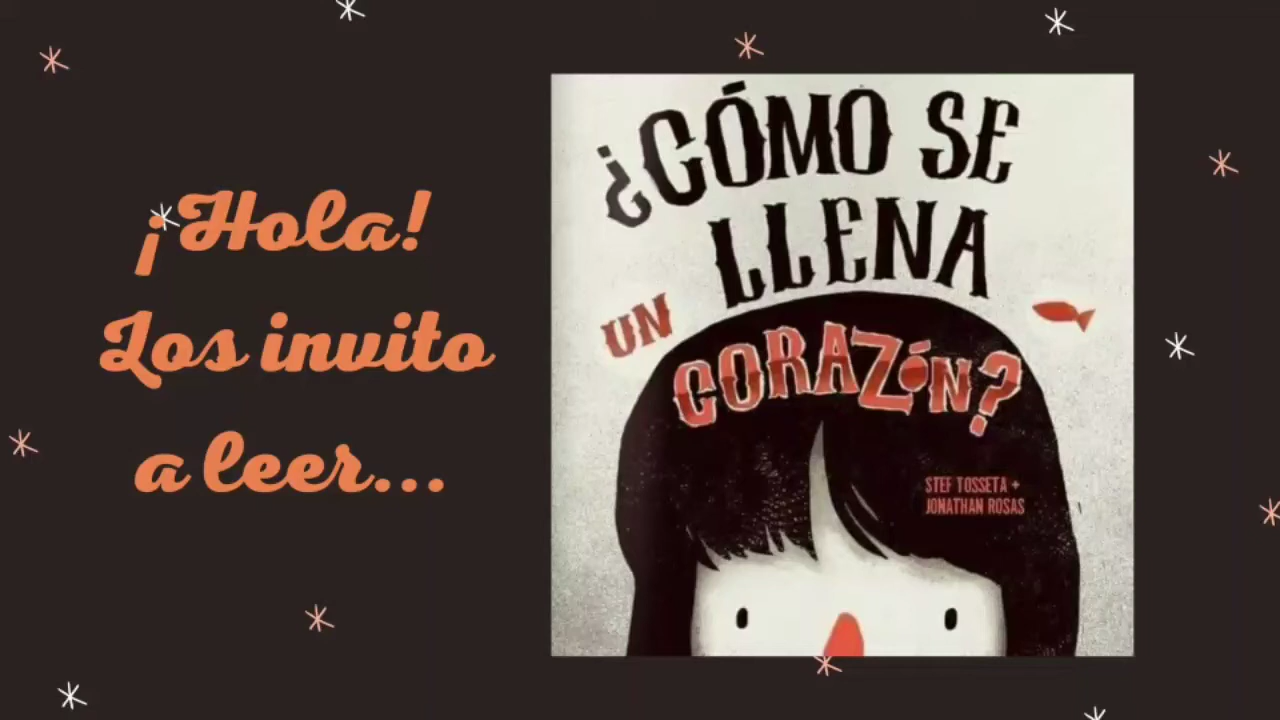 ¡Hola!
Los invito
a leer...
¿CÓMO SE
LLENA
UN
CORAZÓN?
STEF TOSSETA +
JONATHAN ROSAS